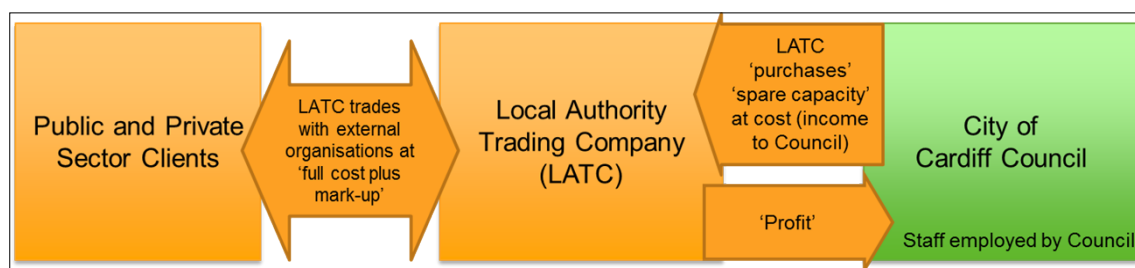 Public and Private
Sector Clients
LATC trades
with external
organisations at
‘full cost plus
mark-up’
Local Authority
Trading Company
(LATC)
LATC
‘purchases’
‘spare capacity’
at cost (income
to Council)
‘Profit’
City of
Cardiff Council
Staff employed by Council